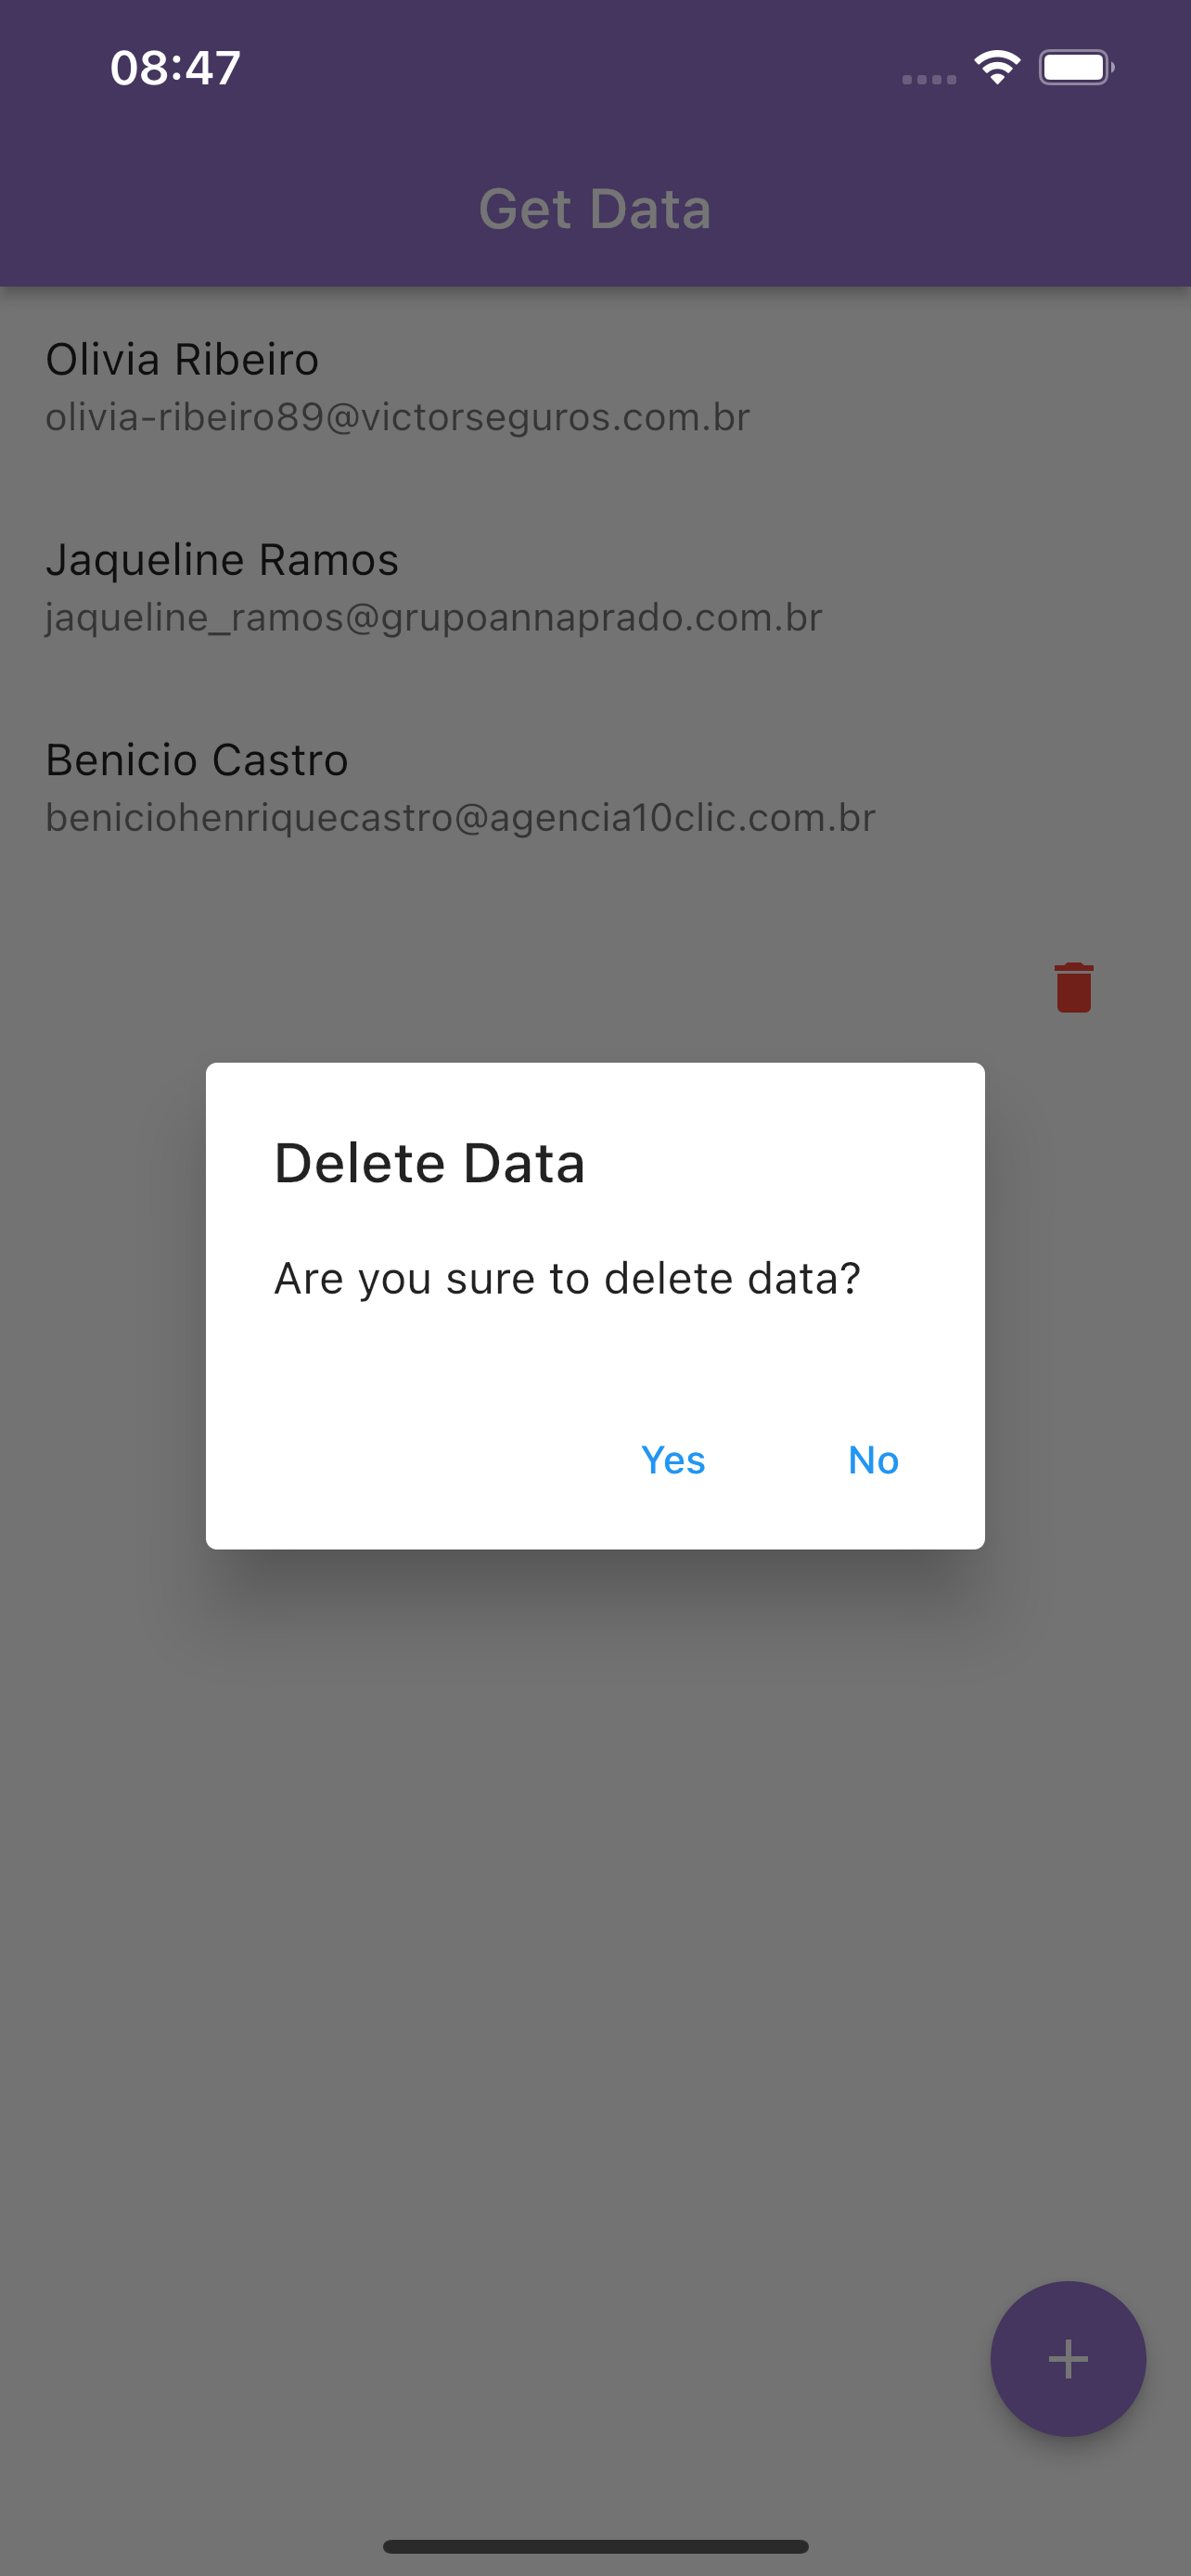 08:47
Get Data
Olivia Ribeiro
olivia-ribeiro89@victorseguros.com.br
Jaqueline Ramos
jaqueline_ramos@grupoannaprado.com.br
Benicio Castro
beniciohenriquecastro@agencia10clic.com.br
Delete Data
Are you sure to delete data?
Yes No